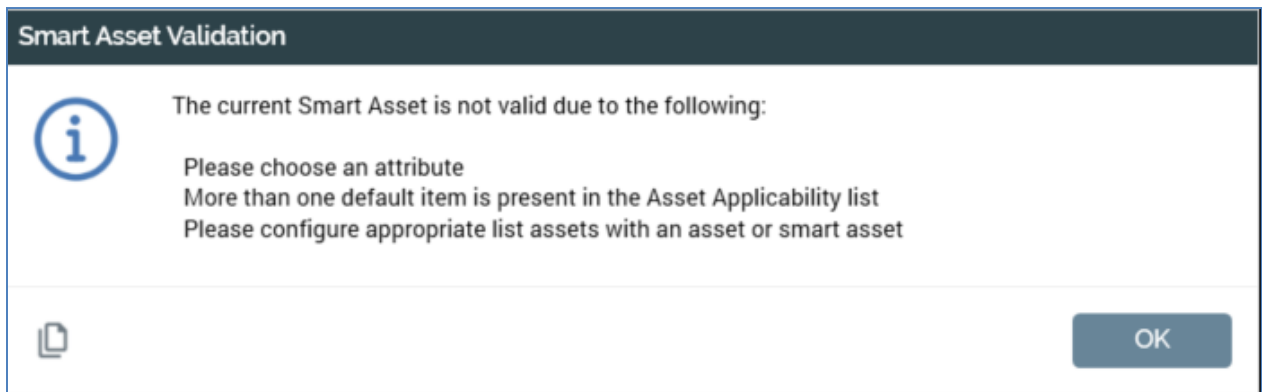 Smart Asset Validation
The current Smart Asset is not valid due to the following:
Please choose an attribute
More than one default item is present in the Asset Applicability list
Please configure appropriate list assets with an asset or smart asset
OK